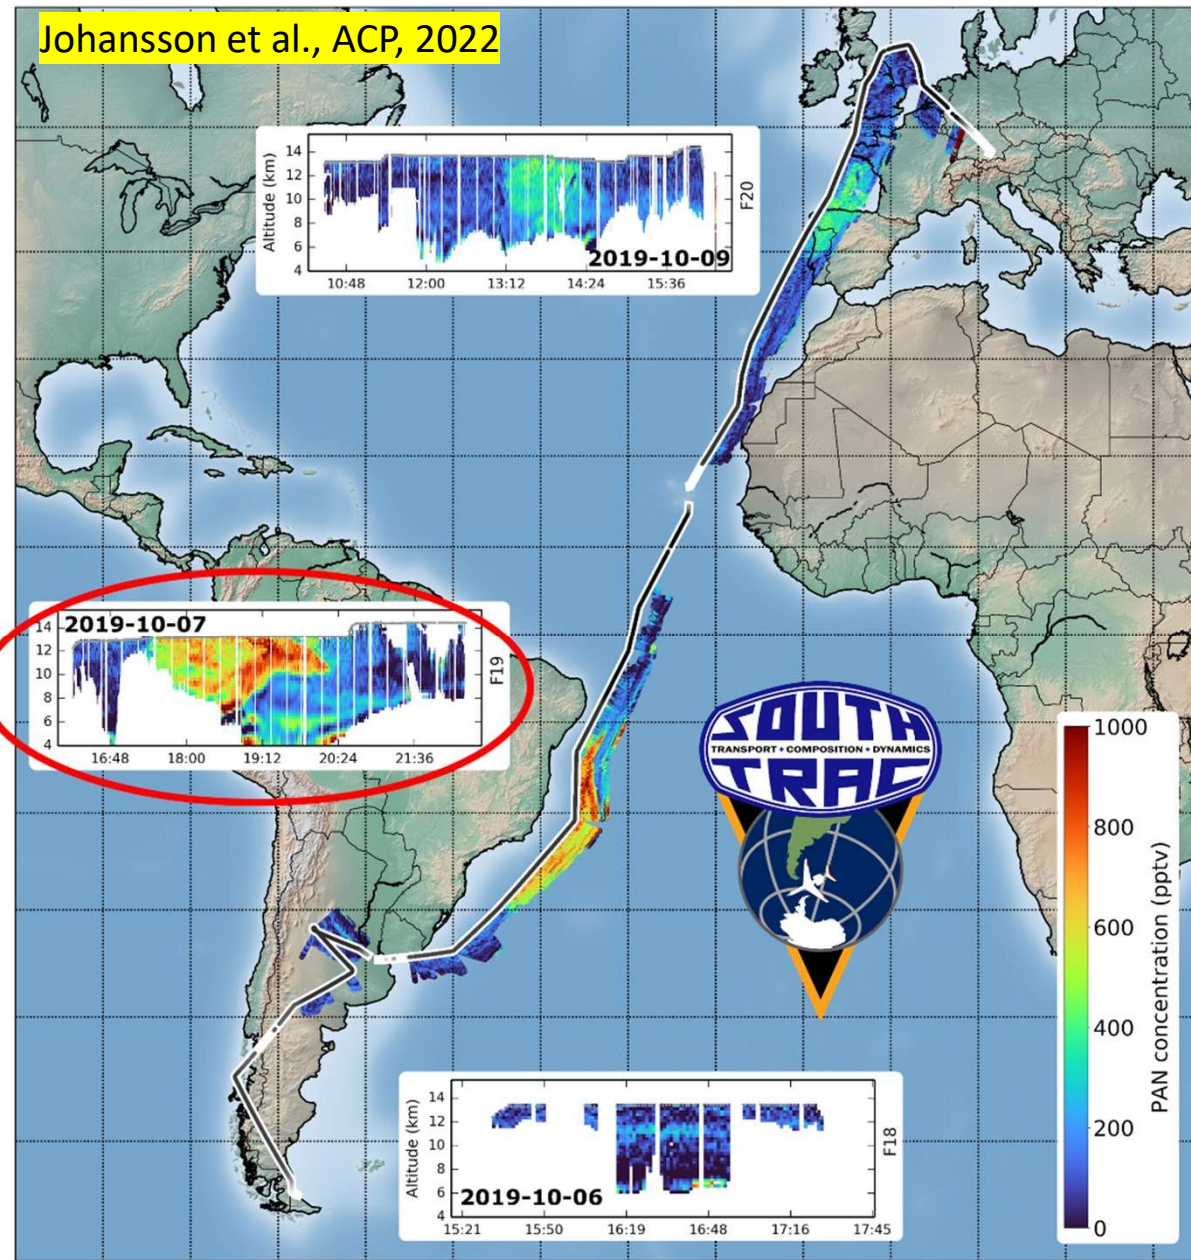 Johansson et al., ACP, 2022
Altitude (km)
14
12
10
8
6
4
10:48 12:00 13:12 14:24 15:36
2019-10-09
F20
2019-10-07
14
12
10
8
6
4
16:48 18:00 19:12 20:24 21:36
F19
SOUTH
TRANSPORT • COMPOSITION • DYNAMICS
TRAC
1000
800
600
400
200
0
PAN concentration (pptv)
Altitude (km)
14
12
10
8
6
4
2019-10-06
15:21 15:50 16:19 16:48 17:16 17:45
F18